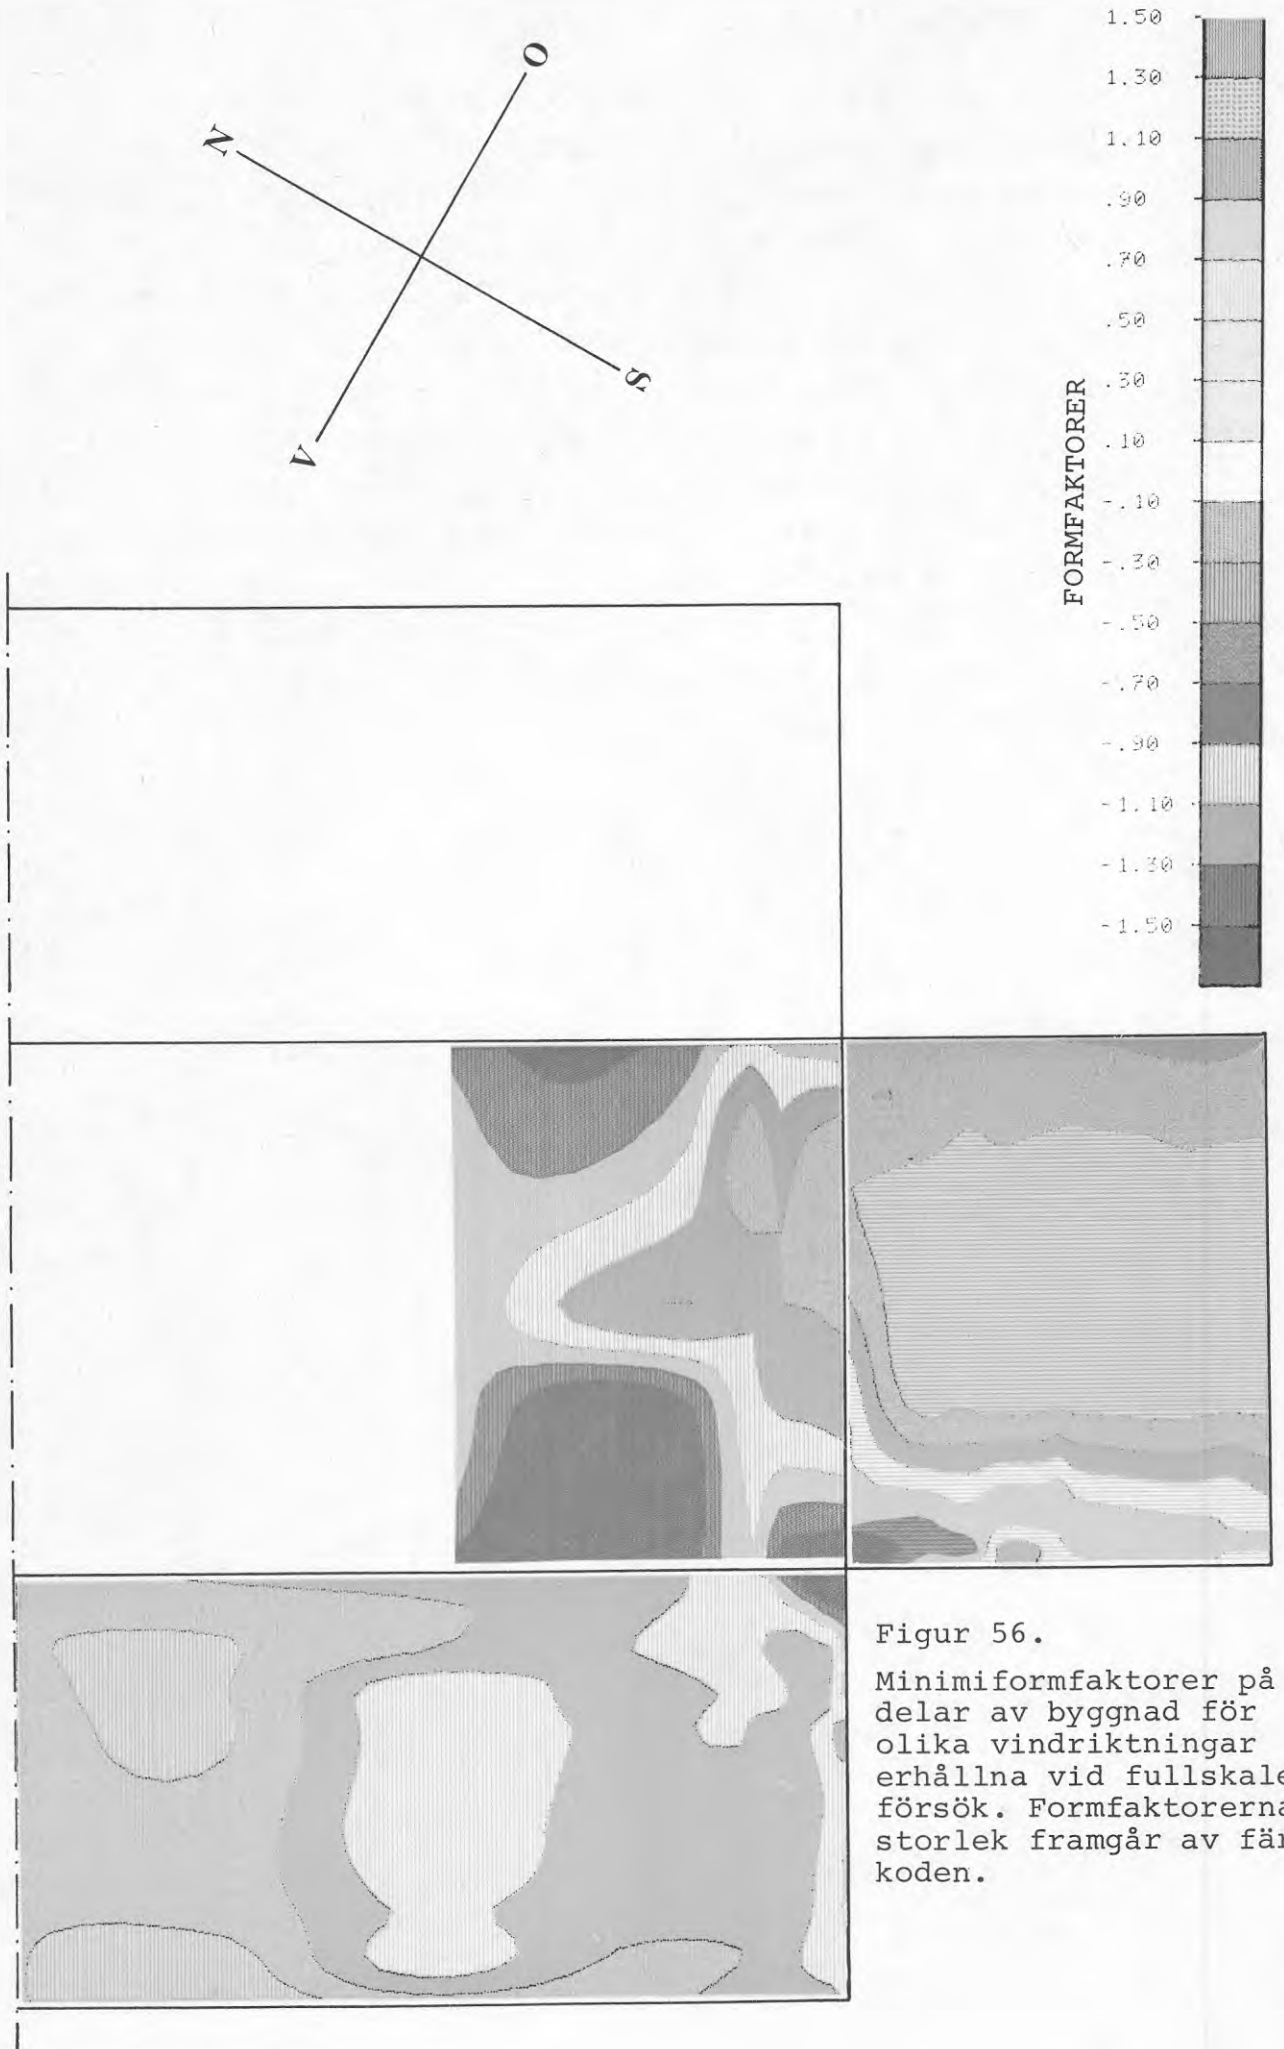 1.50
1.30
1.10
.90
.70
.50
.30
.10
-.10
-.30
-.50
-.70
-.90
-1.10
-1.30
-1.50
FORMFAKTORER
N
O
S
V
Figur 56.
Minimiformfaktorer på
delar av byggnad för
olika vindriktningar
erhållna vid fullskale
försök. Formfaktorerna
storlek framgår av fär
koden.